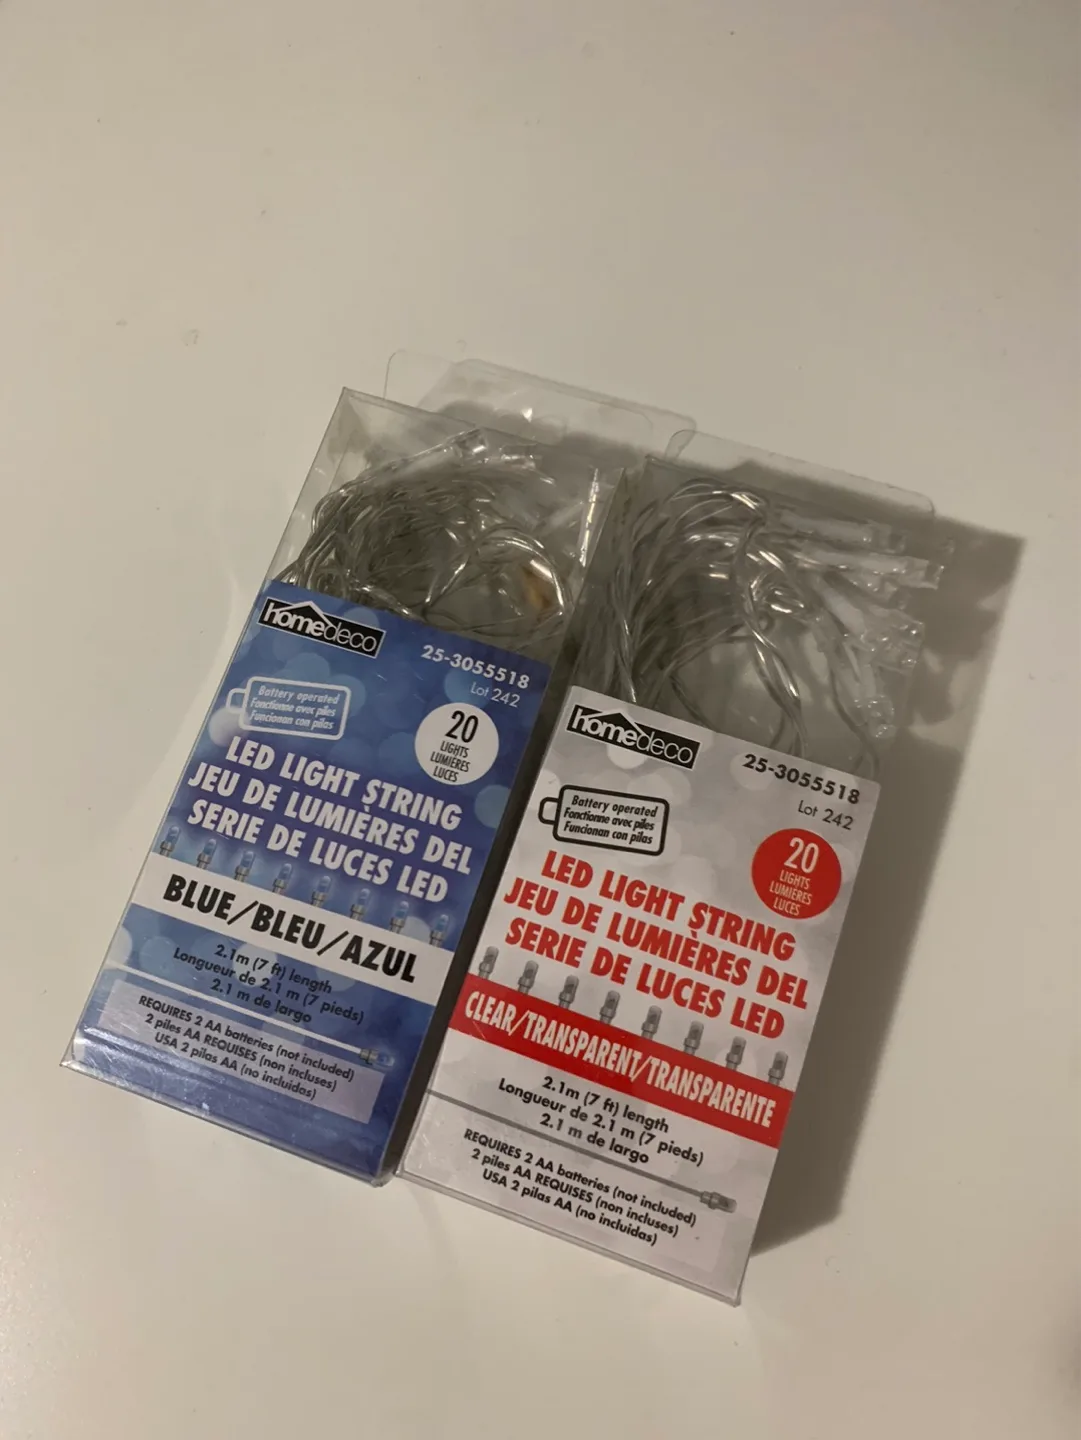 homedeco
25-3055518
Lot 242
Battery operated
Fonctionne avec piles
Funcionan con pilas
20
LIGHTS
LUMIÈRES
LUCES
LED LIGHT STRING
JEU DE LUMIÈRES DEL
SERIE DE LUCES LED
BLUE/BLEU/AZUL
2.1m (7 ft) length
Longueur de 2.1 m (7 pieds)
2.1 m de largo
REQUIRES 2 AA batteries (not included)
2 piles AA REQUISES (non incluses)
USA 2 pilas AA (no incluidas)
homedeco
25-3055518
Lot 242
Battery operated
Fonctionne avec piles
Funcionan con pilas
20
LIGHTS
LUMIÈRES
LUCES
LED LIGHT STRING
JEU DE LUMIÈRES DEL
SERIE DE LUCES LED
CLEAR/TRANSPARENT/TRANSPARENTE
2.1m (7 ft) length
Longueur de 2.1 m (7 pieds)
2.1 m de largo
REQUIRES 2 AA batteries (not included)
2 piles AA REQUISES (non incluses)
USA 2 pilas AA (no incluidas)